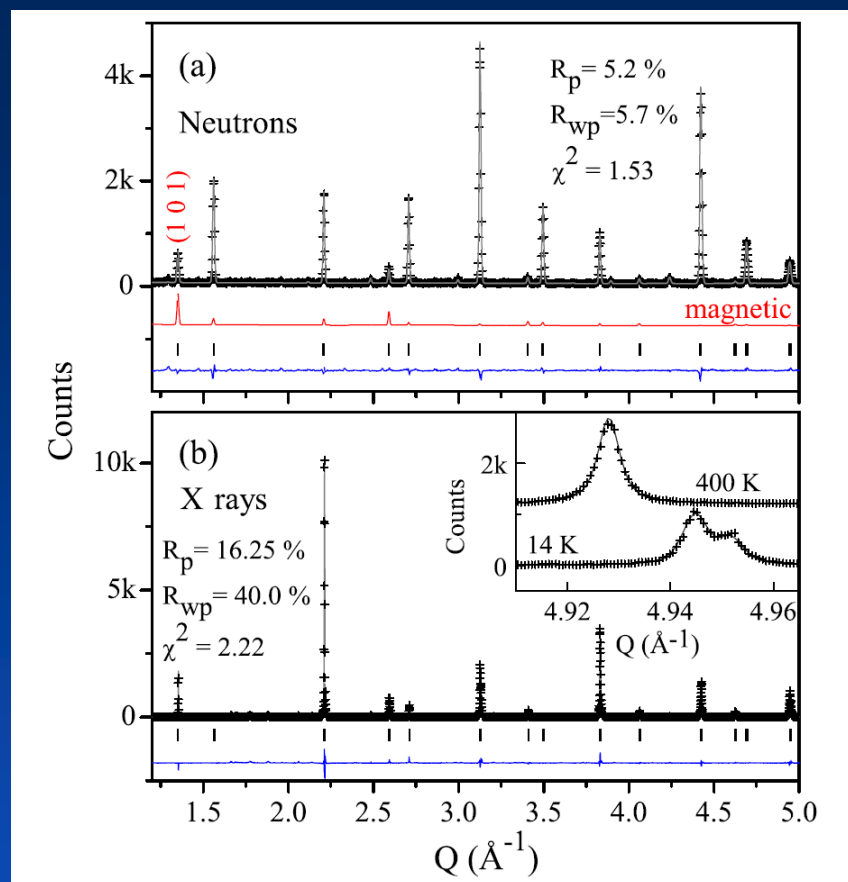 (a)
Neutrons
R_p= 5.2 %
R_wp=5.7 %
χ² = 1.53
(1 0 1)
4k
2k
0
magnetic
Counts
(b)
X rays
R_p = 16.25 %
R_wp = 40.0 %
χ² = 2.22
10k
5k
0
Counts
2k
0
400 K
14 K
4.92 4.94 4.96
Q (Å⁻¹)
1.5 2.0 2.5 3.0 3.5 4.0 4.5 5.0
Q (Å⁻¹)